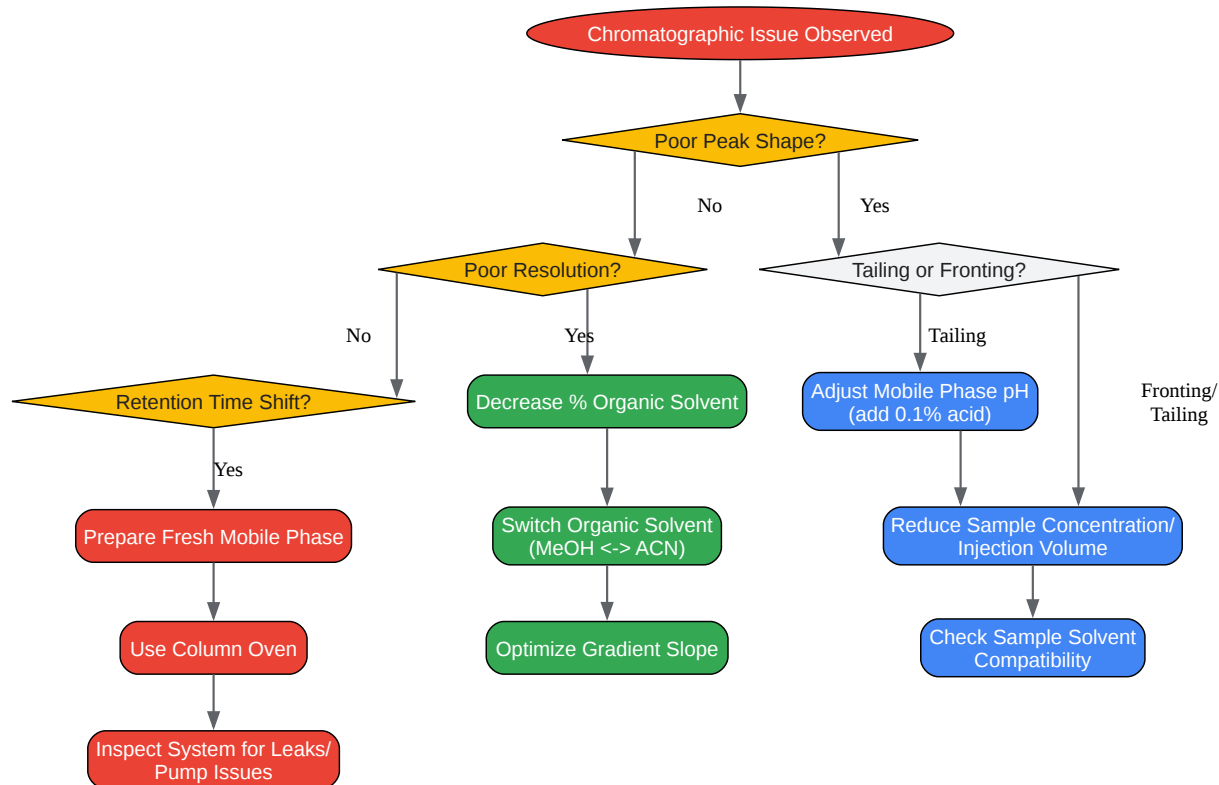 Chromatographic Issue Observed
Poor Peak Shape?
No
Yes
Poor Resolution?
Tailing or Fronting?
No
Yes
Tailing
Retention Time Shift?
Decrease % Organic Solvent
Adjust Mobile Phase pH
(add 0.1% acid)
Fronting/
Tailing
Yes
Prepare Fresh Mobile Phase
Switch Organic Solvent
(MeOH <-> ACN)
Reduce Sample Concentration/
Injection Volume
Use Column Oven
Optimize Gradient Slope
Check Sample Solvent
Compatibility
Inspect System for Leaks/
Pump Issues